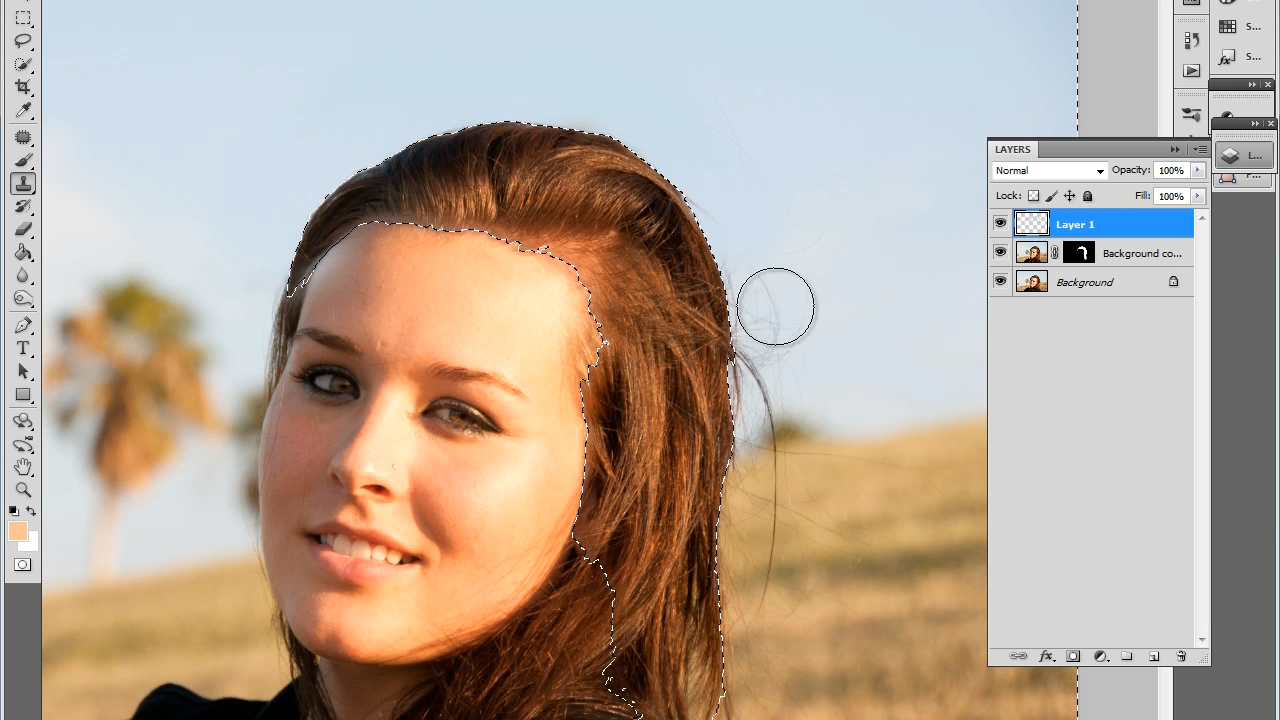 S...
S...
LAYERS
L...
Normal
Opacity: 100%
Lock:
Fill: 100%
Layer 1
Background co...
Background
T